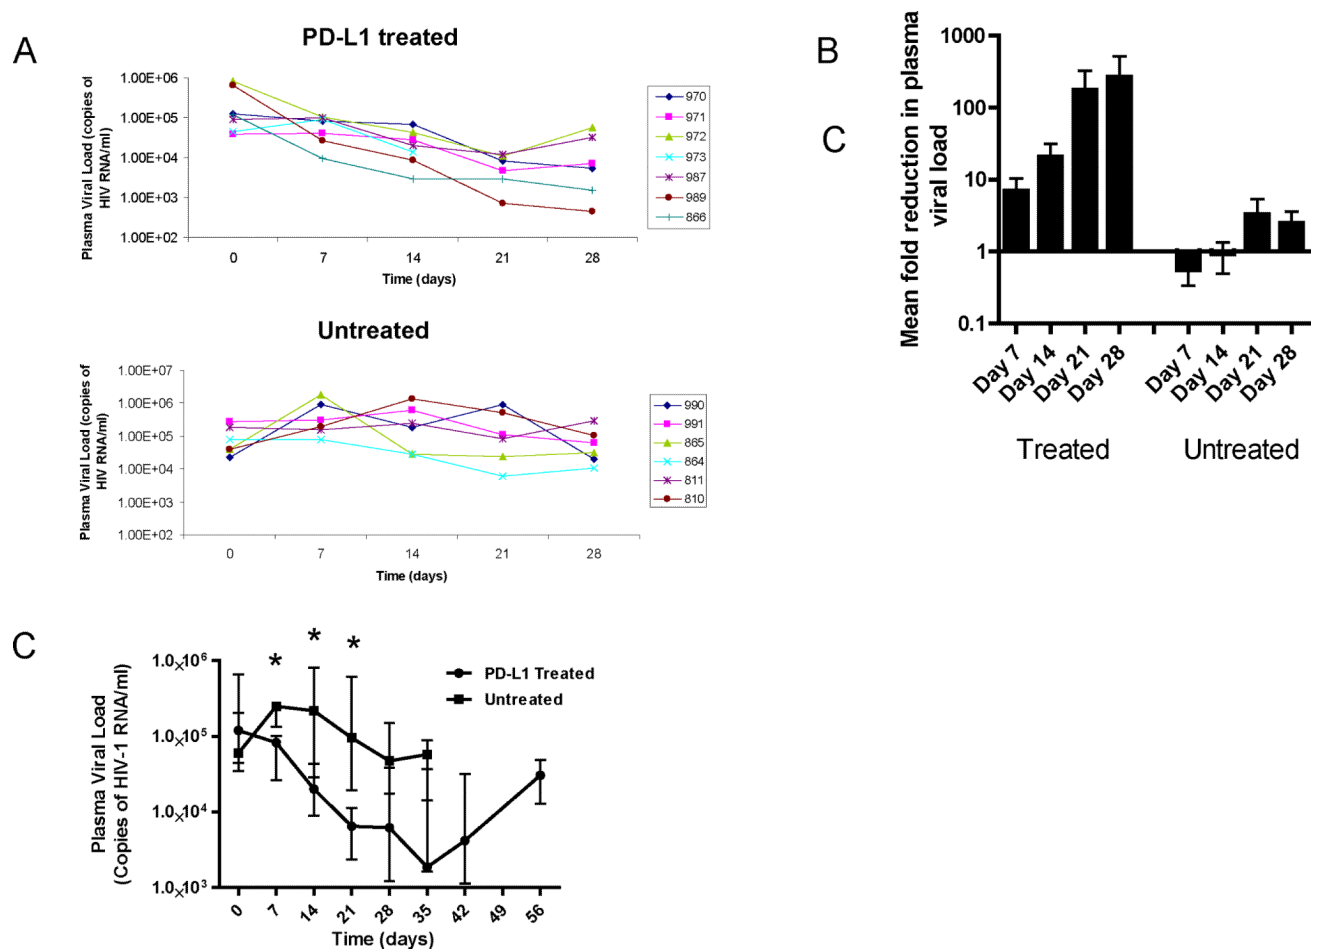 A
PD-L1 treated
Plasma Viral Load (copies of
HIV RNA/ml)
1.00E+06
1.00E+05
1.00E+04
1.00E+03
1.00E+02
0 7 14 21 28
Time (days)
970
971
972
973
987
989
866
Untreated
Plasma Viral Load (copies of
HIV RNA/ml)
1.00E+07
1.00E+06
1.00E+05
1.00E+04
1.00E+03
1.00E+02
0 7 14 21 28
Time (days)
990
991
865
864
811
810
B
C
Mean fold reduction in plasma
viral load
1000
100
10
1
0.1
Day 7 Day 14 Day 21 Day 28 Day 7 Day 14 Day 21 Day 28
Treated Untreated
C
Plasma Viral Load
(Copies of HIV-1 RNA/ml)
1.0×10⁶
1.0×10⁵
1.0×10⁴
1.0×10³
* * *
PD-L1 Treated
Untreated
0 7 14 21 28 35 42 49 56
Time (days)